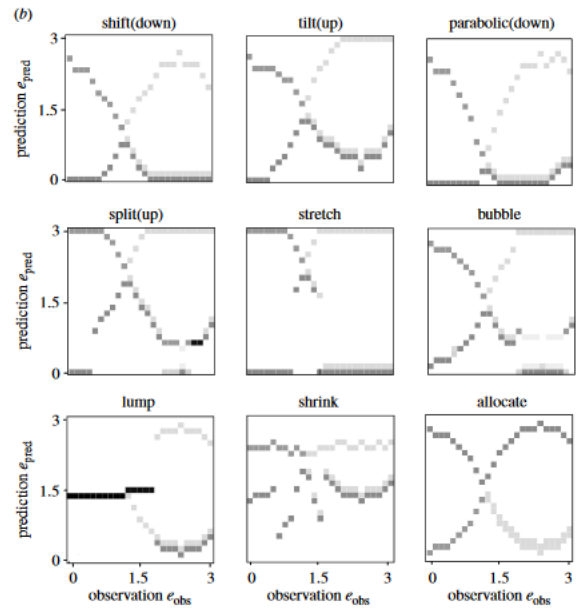 (b)
shift(down) tilt(up) parabolic(down)
3
1.5
0
prediction e_pred
split(up) stretch bubble
3
1.5
0
prediction e_pred
lump shrink allocate
3
1.5
0
prediction e_pred
0 1.5 3 0 1.5 3 0 1.5 3
observation e_obs observation e_obs observation e_obs